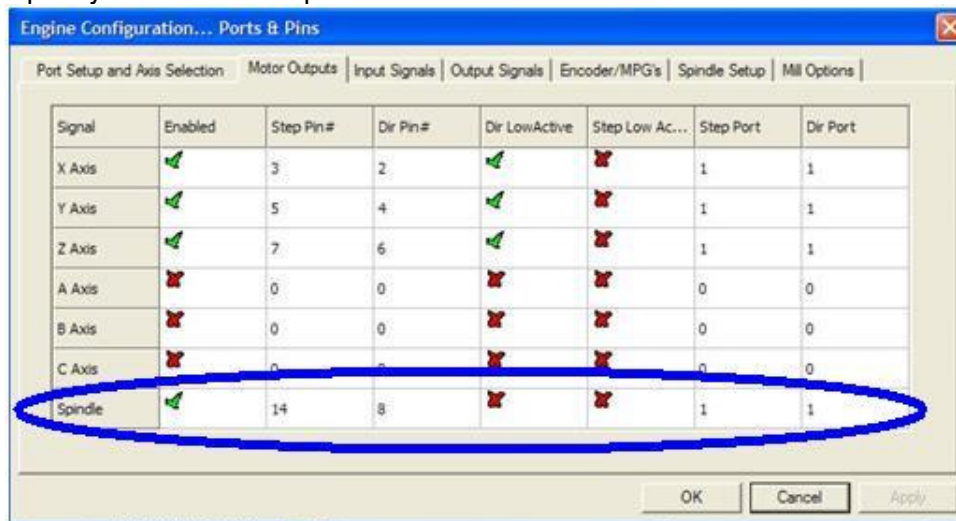 Engine Configuration... Ports & Pins
Port Setup and Axis Selection Motor Outputs Input Signals Output Signals Encoder/MPG's Spindle Setup Mill Options
Signal Enabled Step Pin# Dir Pin# Dir LowActive Step Low Ac... Step Port Dir Port
X Axis 3 2 1 1
Y Axis 5 4 1 1
Z Axis 7 6 1 1
A Axis 0 0 0 0
B Axis 0 0 0 0
C Axis 0 0 0 0
Spindle 14 8 1 1
OK Cancel Apply